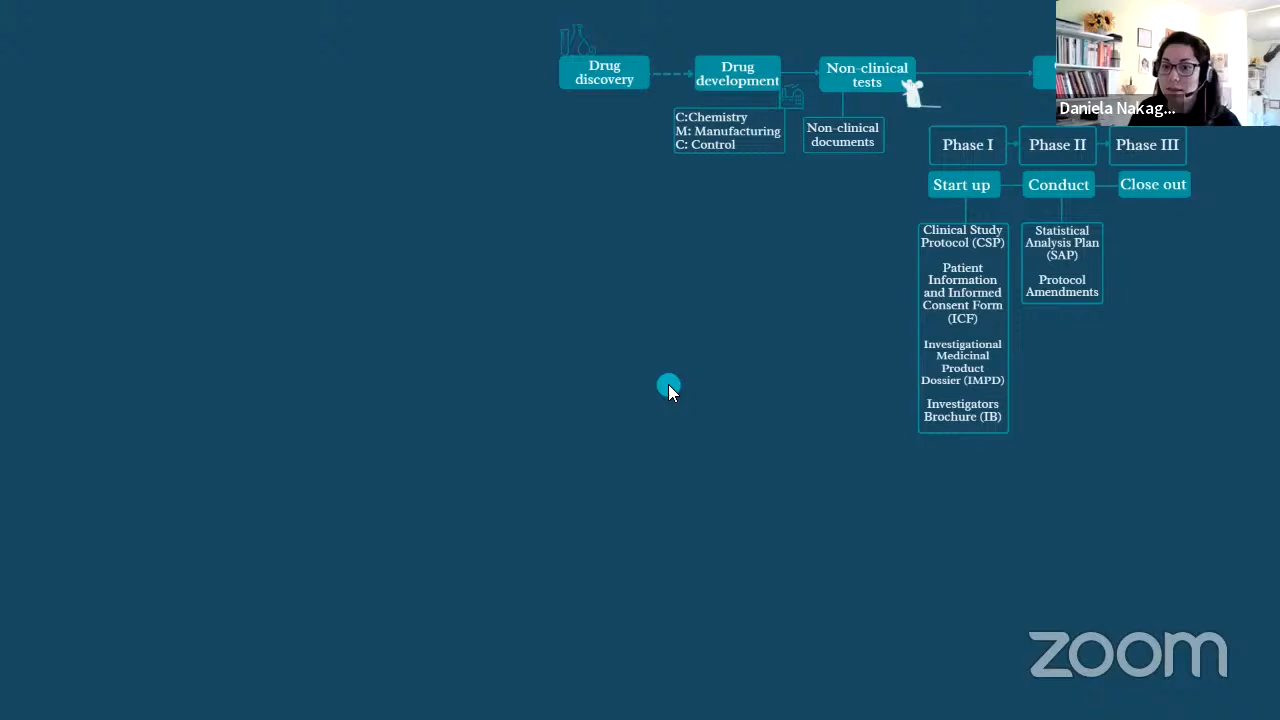 Drug
discovery
Drug
development
Non-clinical
tests
C:Chemistry
M: Manufacturing
C: Control
Non-clinical
documents
Daniela Nakag...
Phase I
Phase II
Phase III
Start up
Conduct
Close out
Clinical Study
Protocol (CSP)
Patient
Information
and Informed
Consent Form
(ICF)
Investigational
Medicinal
Product
Dossier (IMPD)
Investigators
Brochure (IB)
Statistical
Analysis Plan
(SAP)
Protocol
Amendments
zoom